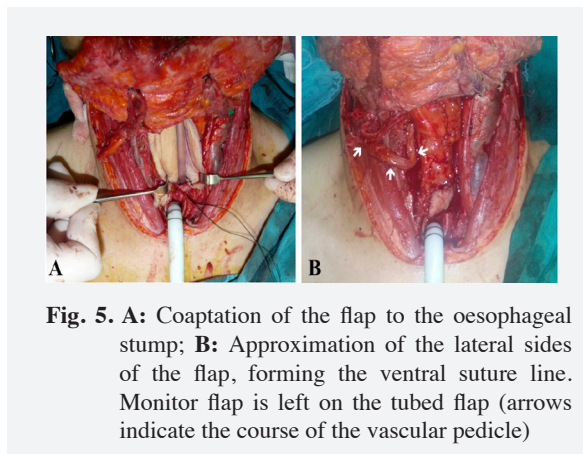 A
B
Fig. 5. A: Coaptation of the flap to the oesophageal
stump; B: Approximation of the lateral sides
of the flap, forming the ventral suture line.
Monitor flap is left on the tubed flap (arrows
indicate the course of the vascular pedicle)